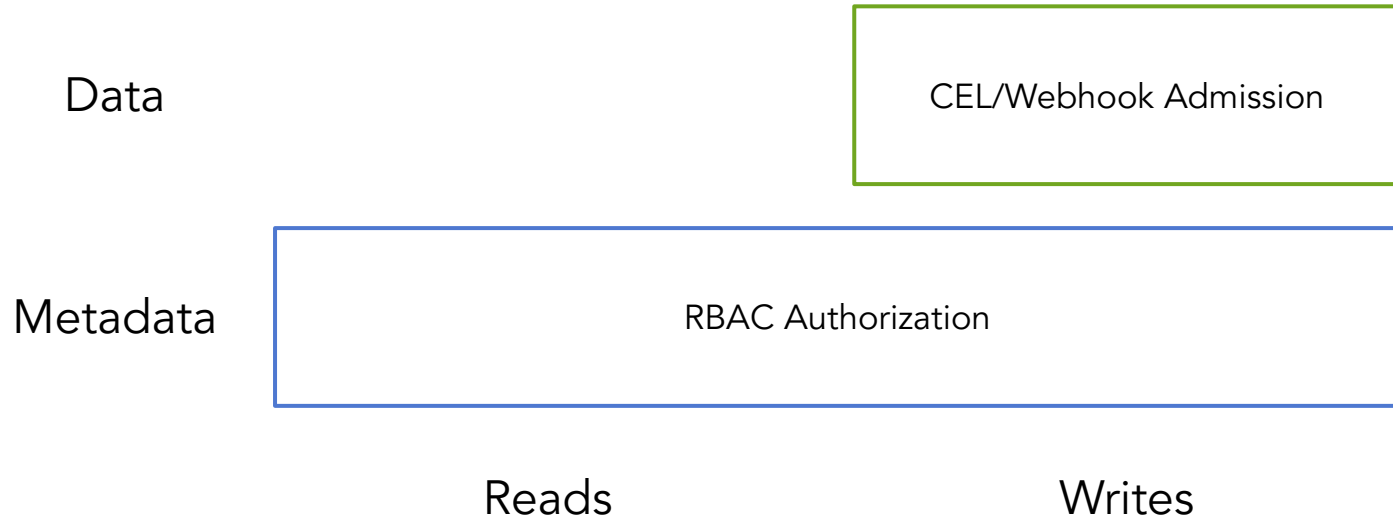 Data
CEL/Webhook Admission
Metadata
RBAC Authorization
Reads
Writes